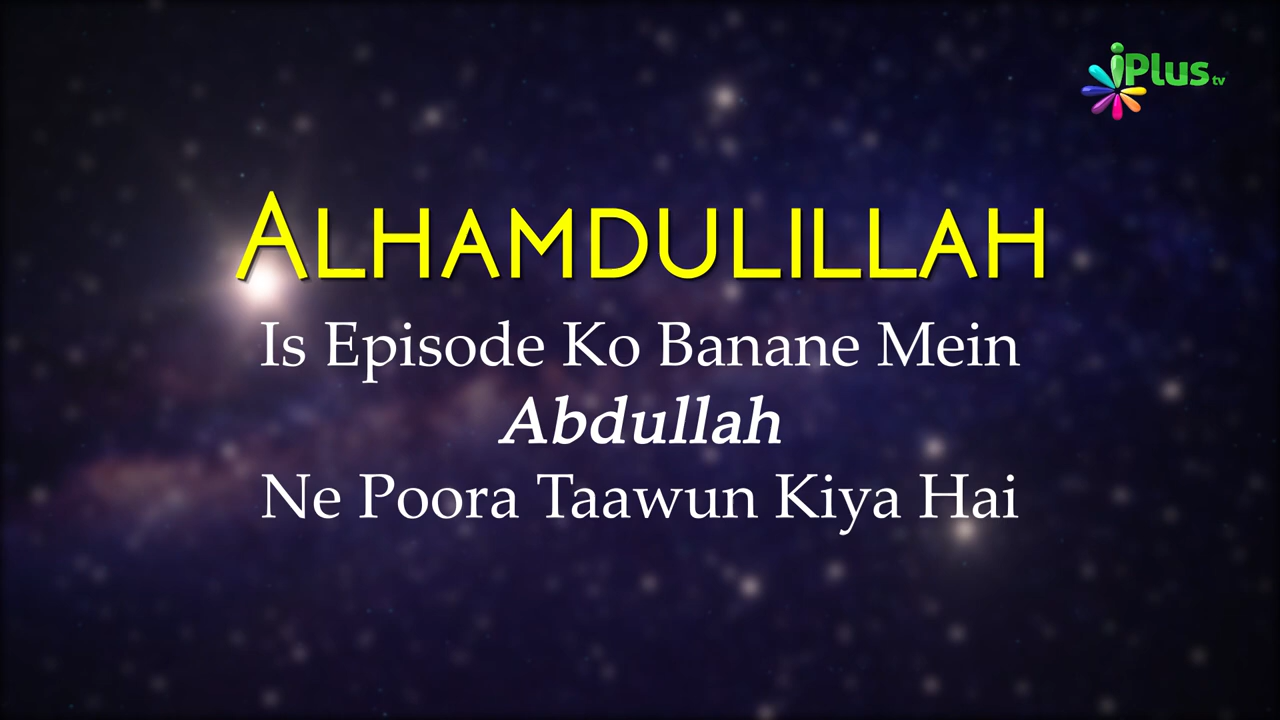 iPlus tv
ALHAMDULILLAH
Is Episode Ko Banane Mein
Abdullah
Ne Poora Taawun Kiya Hai